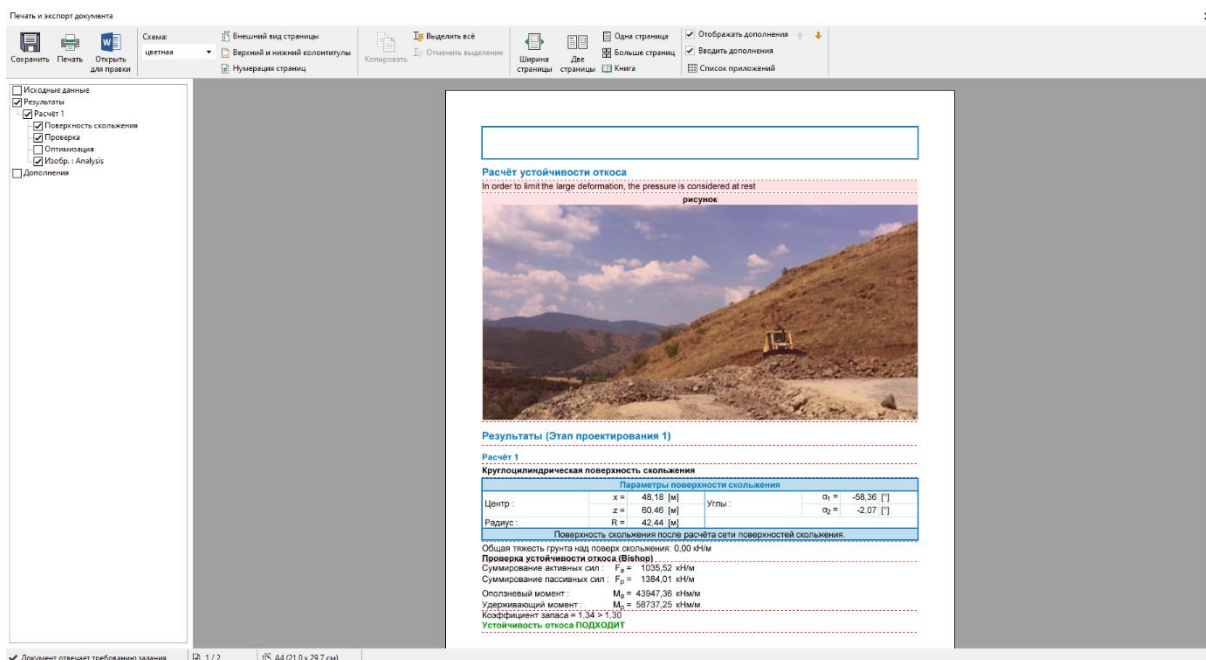 Печать и экспорт документа
Сохранить
Печать
Открыть
для правки
Схема:
цветная
Внешний вид страницы
Верхний и нижний колонтитулы
Нумерация страниц
Копировать
Выделить всё
Отменить выделение
Ширина
страницы
Две
страницы
Одна страница
Больше страниц
Книга
Отображать дополнения
Вводить дополнения
Список приложений
Исходные данные
Результаты
Расчёт 1
Поверхность скольжения
Проверка
Оптимизация
Изобр. : Analysis
Дополнения
Расчёт устойчивости откоса
In order to limit the large deformation, the pressure is considered at rest
рисунок
Результаты (Этап проектирования 1)
Расчёт 1
Круглоцилиндрическая поверхность скольжения
Параметры поверхности скольжения
Центр : x = 48,18 [м] Углы : α1 = -58,36 [°]
z = 60,46 [м] α2 = -2,07 [°]
Радиус : R = 42,44 [м]
Поверхность скольжения после расчёта сети поверхностей скольжения.
Общая тяжесть грунта над поверх скольжения: 0,00 кН/м
Проверка устойчивости откоса (Bishop)
Суммирование активных сил : Fa = 1035,52 кН/м
Суммирование пассивных сил : Fp = 1384,01 кН/м
Оползневый момент : Ma = 43947,36 кНм/м
Удерживающий момент : Mp = 58737,25 кНм/м
Коэффициент запаса = 1,34 > 1,30
Устойчивость откоса ПОДХОДИТ
Документ отвечает требованию задания 1 / 2 A4 (21,0 x 29,7 см)